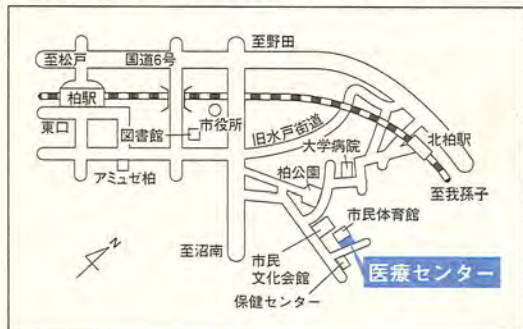 至野田
至松戸
国道6号
柏駅
市役所
東口
図書館
旧水戸街道
北柏駅
大学病院
アミュゼ柏
柏公園
至我孫子
市民体育館
至沼南
市民
文化会館
医療センター
保健センター
N